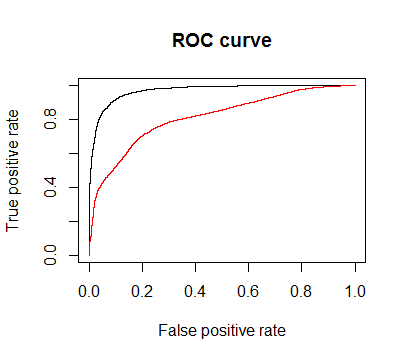 ROC curve
True positive rate
0.8
0.4
0.0
0.0 0.2 0.4 0.6 0.8 1.0
False positive rate